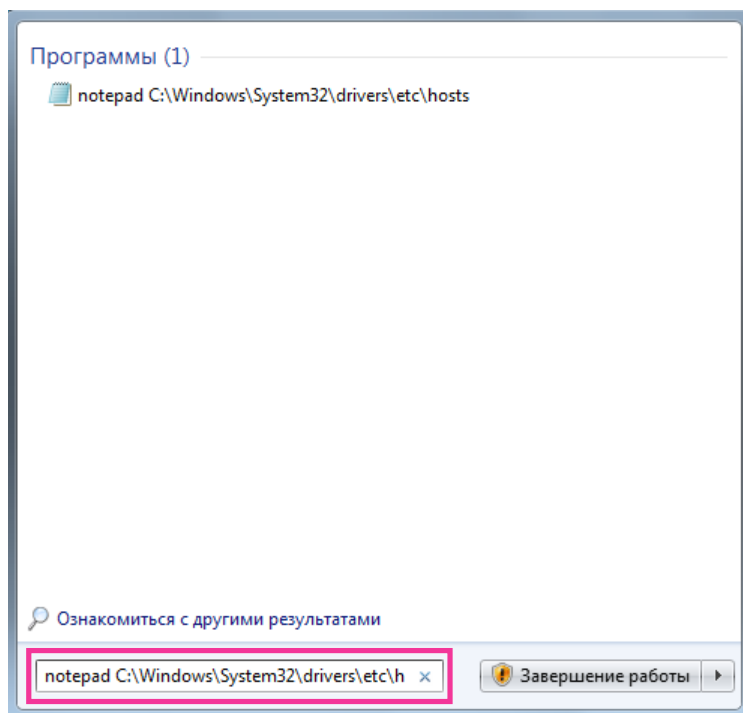 Программы (1)
notepad C:\Windows\System32\drivers\etc\hosts
Ознакомиться с другими результатами
notepad C:\Windows\System32\drivers\etc\h
Завершение работы